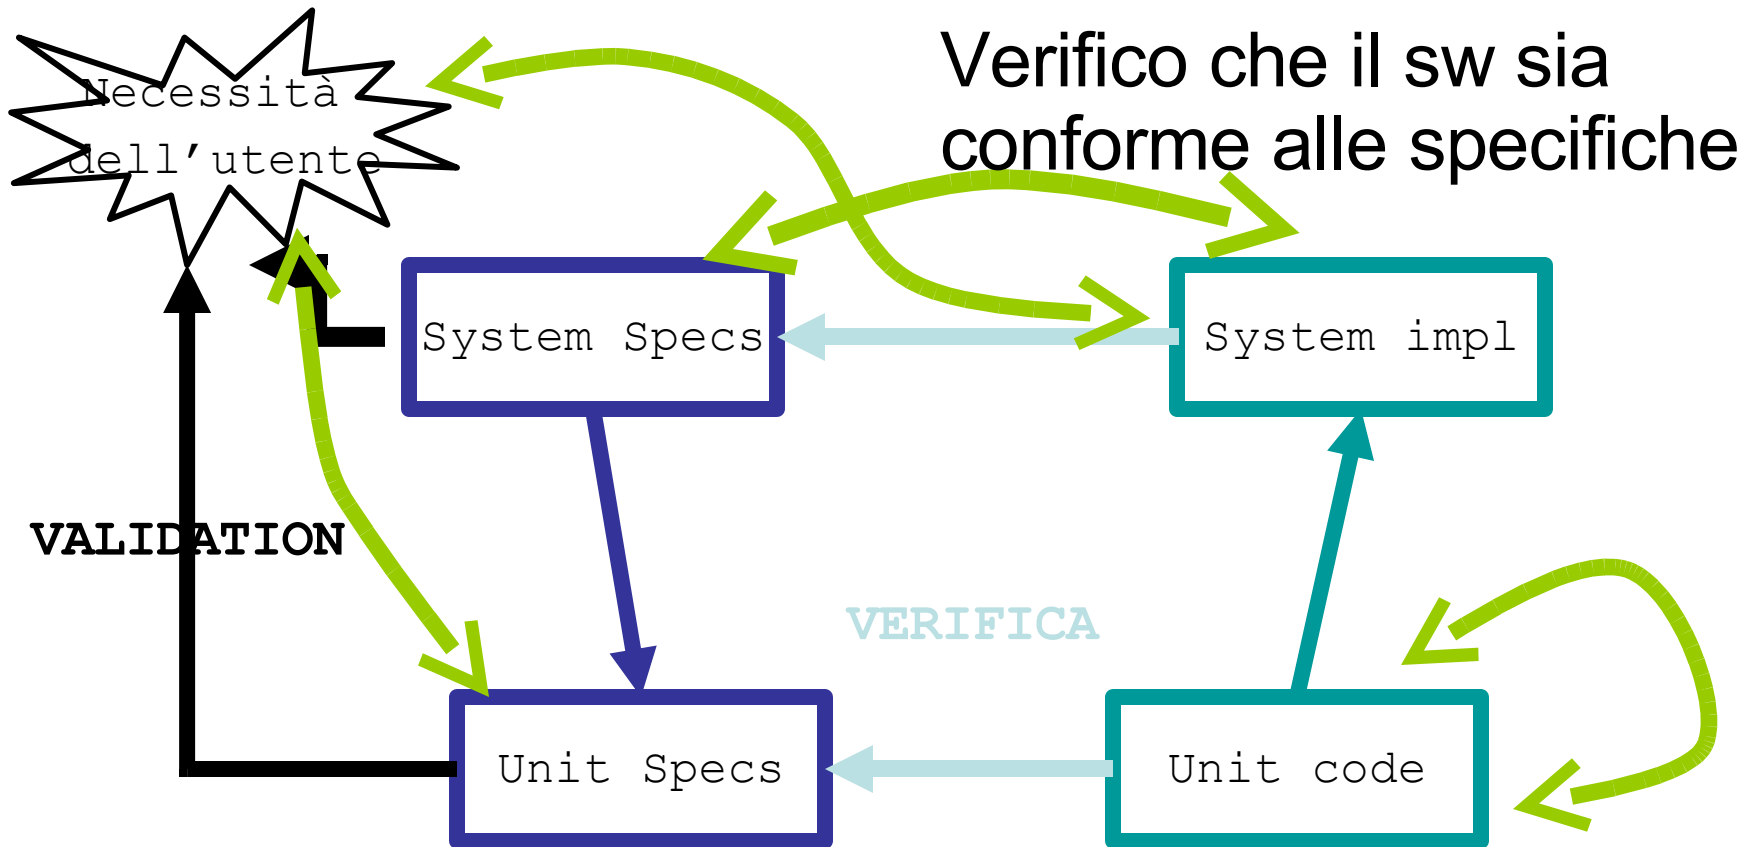 Verifico che il sw sia
conforme alle specifiche
Necessità
dell'utente
System Specs
System impl
VALIDATION
VERIFICA
Unit Specs
Unit code